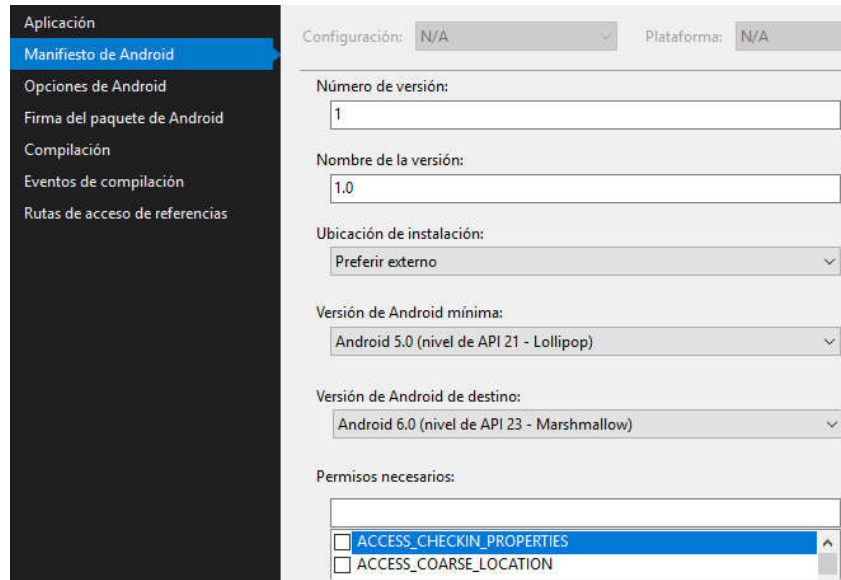 Aplicación
Manifiesto de Android
Opciones de Android
Firma del paquete de Android
Compilación
Eventos de compilación
Rutas de acceso de referencias
Configuración: N/A Plataforma: N/A
Número de versión:
1
Nombre de la versión:
1.0
Ubicación de instalación:
Preferir externo
Versión de Android mínima:
Android 5.0 (nivel de API 21 - Lollipop)
Versión de Android de destino:
Android 6.0 (nivel de API 23 - Marshmallow)
Permisos necesarios:
ACCESS_CHECKIN_PROPERTIES
ACCESS_COARSE_LOCATION